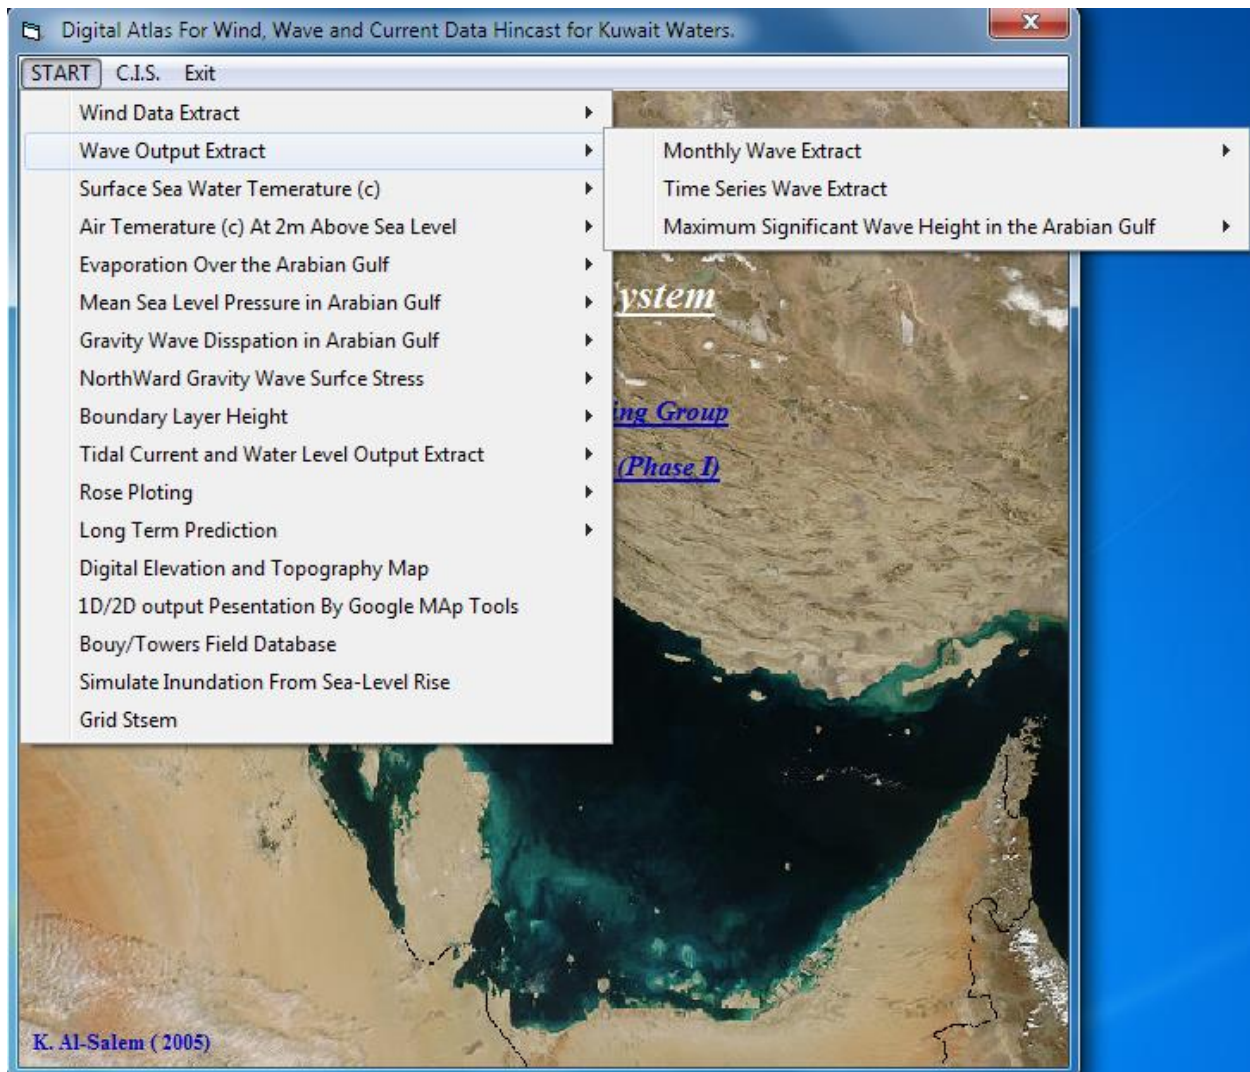 Digital Atlas For Wind, Wave and Current Data Hincast for Kuwait Waters.
START C.I.S. Exit
Wind Data Extract
Wave Output Extract
Surface Sea Water Temerature (c)
Air Temerature (c) At 2m Above Sea Level
Evaporation Over the Arabian Gulf
Mean Sea Level Pressure in Arabian Gulf
Gravity Wave Disspation in Arabian Gulf
NorthWard Gravity Wave Surfce Stress
Boundary Layer Height
Tidal Current and Water Level Output Extract
Rose Ploting
Long Term Prediction
Digital Elevation and Topography Map
1D/2D output Pesentation By Google MAp Tools
Bouy/Towers Field Database
Simulate Inundation From Sea-Level Rise
Grid Stsem
Monthly Wave Extract
Time Series Wave Extract
Maximum Significant Wave Height in the Arabian Gulf
ystem
ing Group
(Phase I)
K. Al-Salem ( 2005)